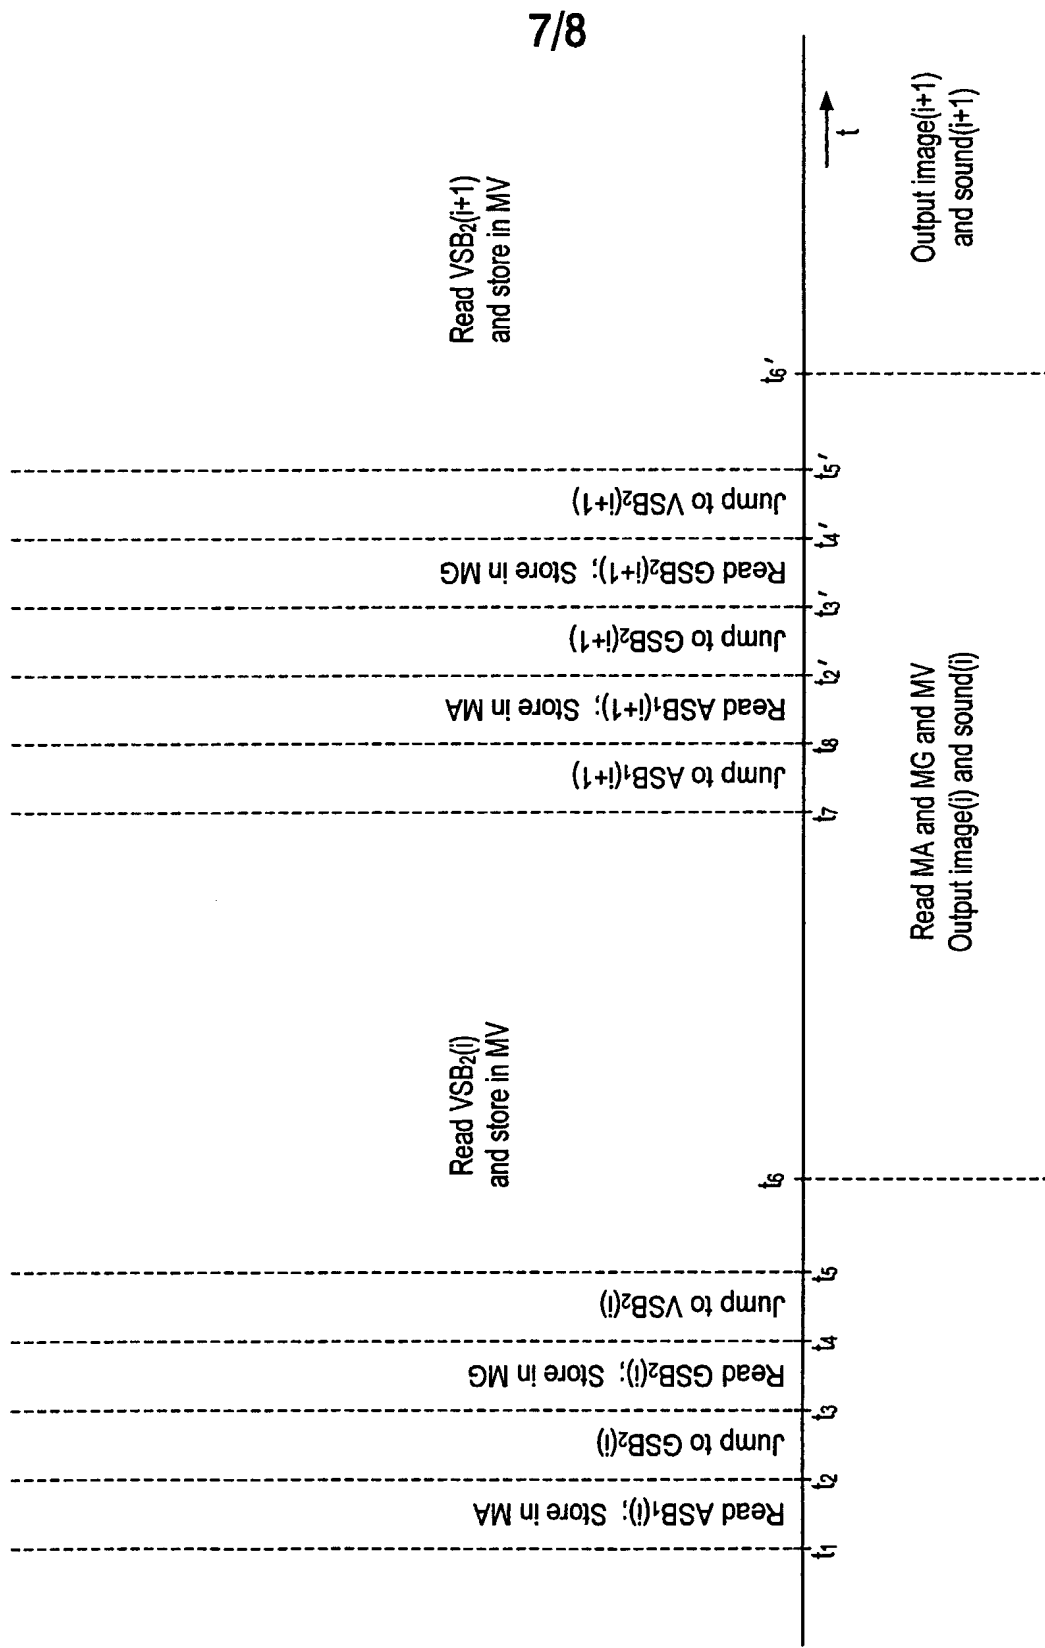 7/8
Read ASB1(i); Store in MA
Jump to GSB2(i)
Read GSB2(i); Store in MG
Jump to VSB2(i)
Read VSB2(i)
and store in MV
Jump to ASB1(i+1)
Read ASB1(i+1); Store in MA
Jump to GSB2(i+1)
Read GSB2(i+1); Store in MG
Jump to VSB2(i+1)
Read VSB2(i+1)
and store in MV
t1
t2
t3
t4
t5
t6
t7
t8
t2'
t3'
t4'
t5'
t6'
t
Read MA and MG and MV
Output image(i) and sound(i)
Output image(i+1)
and sound(i+1)